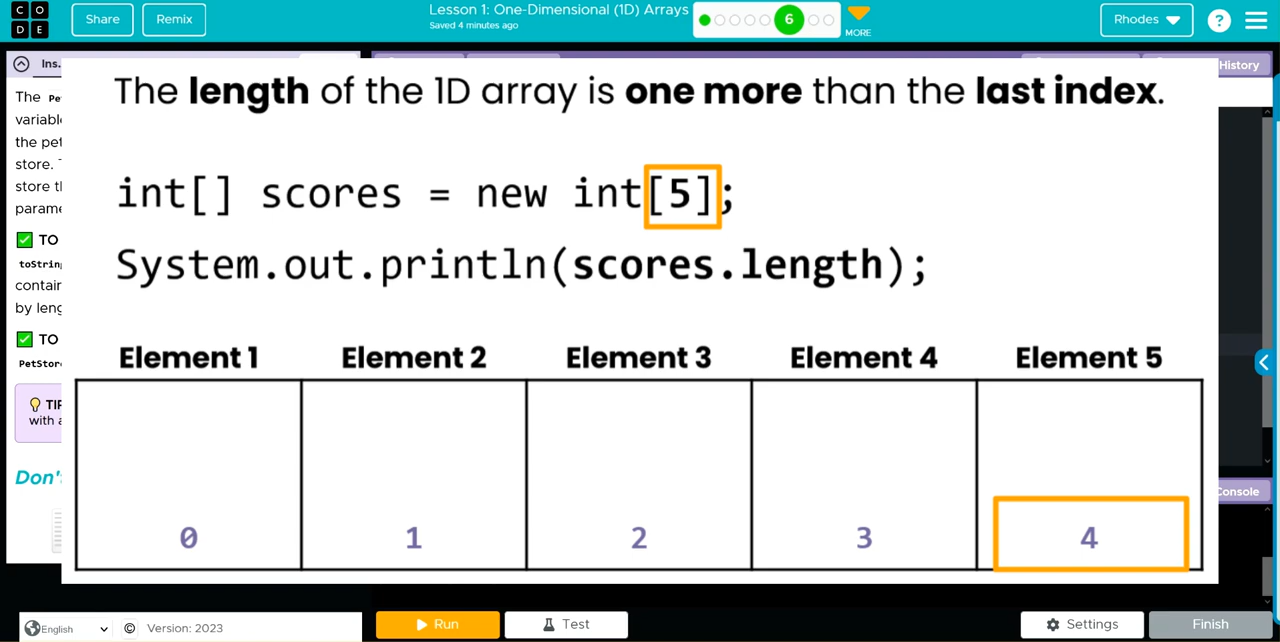 CODE
Share
Remix
Lesson 1: One-Dimensional (1D) Arrays
Saved 4 minutes ago
6
MORE
Rhodes
?
Ins.
History
The length of the 1D array is one more than the last index.
int[] scores = new int[5];
System.out.println(scores.length);
Element 1 Element 2 Element 3 Element 4 Element 5
0 1 2 3 4
The
variabl
the pet
store.
store t
param
TO
toStrin
contain
by leng
TO
PetStor
TIP
with a
Don'
Console
English
© Version: 2023
Run
Test
Settings
Finish